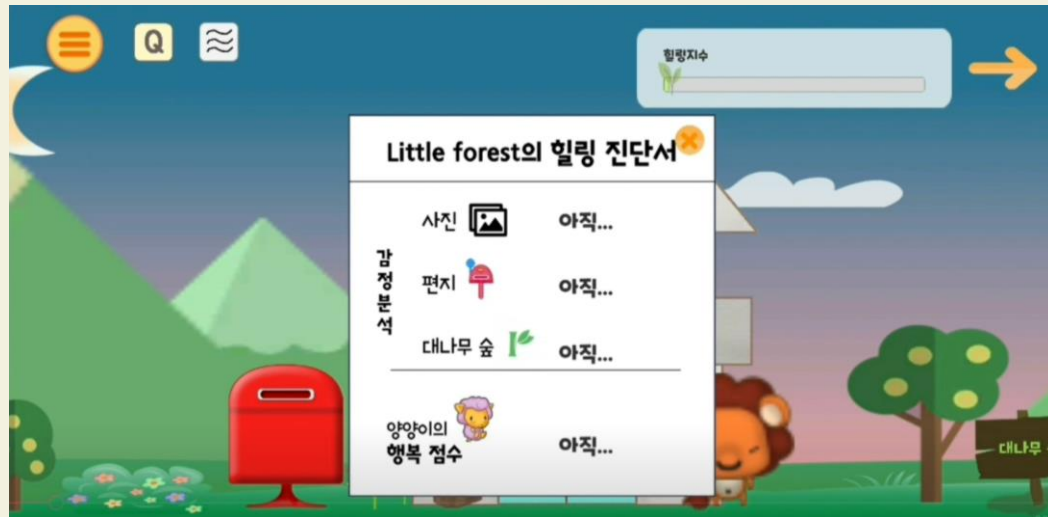 Q
힐링지수
Little forest의 힐링 진단서
감정분석
사진 아직...
편지 아직...
대나무 숲 아직...
양양이의
행복 점수 아직...
대나무